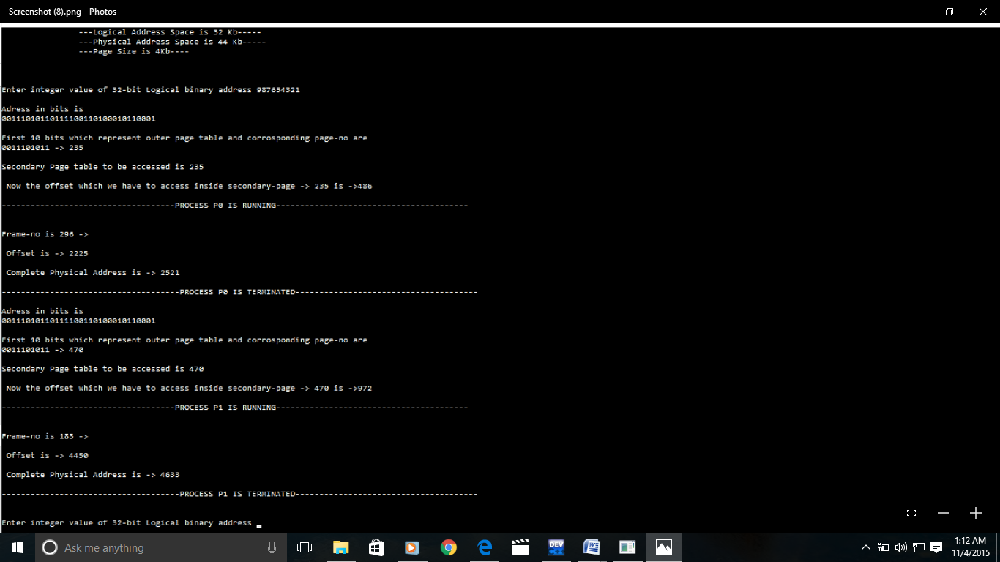 Screenshot (8).png - Photos
---Logical Address Space is 32 Kb-----
---Physical Address Space is 44 Kb-----
---Page Size is 4Kb----
Enter integer value of 32-bit Logical binary address 987654321
Adress in bits is
00111010110111100110100010110001
First 10 bits which represent outer page table and corrosponding page-no are
0011101011 -> 235
Secondary Page table to be accessed is 235
Now the offset which we have to access inside secondary-page -> 235 is ->486
------------------------------------PROCESS P0 IS RUNNING----------------------------------------
Frame-no is 296 ->
Offset is -> 2225
Complete Physical Address is -> 2521
-------------------------------------PROCESS P0 IS TERMINATED--------------------------------------
Adress in bits is
00111010110111100110100010110001
First 10 bits which represent outer page table and corrosponding page-no are
0011101011 -> 470
Secondary Page table to be accessed is 470
Now the offset which we have to access inside secondary-page -> 470 is ->972
------------------------------------PROCESS P1 IS RUNNING----------------------------------------
Frame-no is 183 ->
Offset is -> 4450
Complete Physical Address is -> 4633
-------------------------------------PROCESS P1 IS TERMINATED--------------------------------------
Enter integer value of 32-bit Logical binary address _
Ask me anything
DEV
1:12 AM
11/4/2015